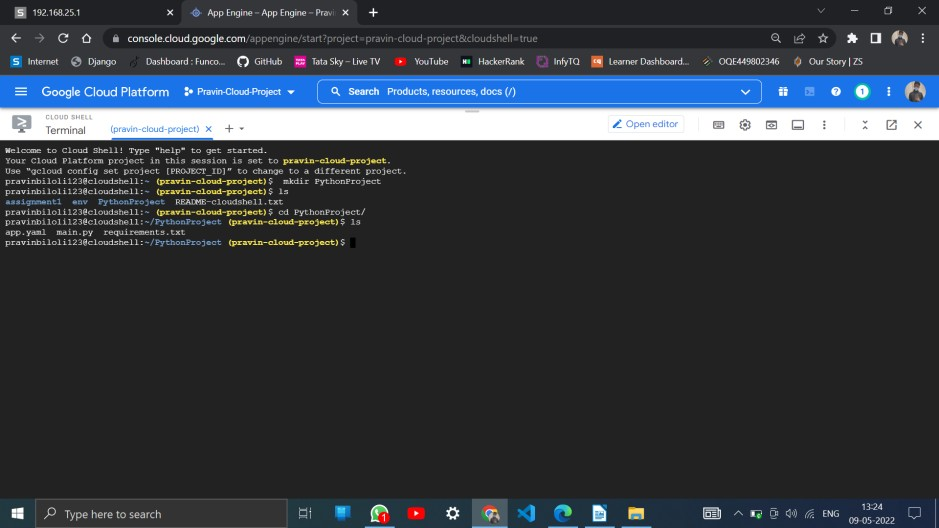 192.168.25.1
App Engine – App Engine – Pravi
console.cloud.google.com/appengine/start?project=pravin-cloud-project&cloudshell=true
Internet Django Dashboard : Funco... GitHub Tata Sky – Live TV YouTube HackerRank InfyTQ Learner Dashboard... OQE449802346 Our Story | ZS
Google Cloud Platform Pravin-Cloud-Project Search Products, resources, docs (/) 1
CLOUD SHELL
Terminal (pravin-cloud-project) Open editor
Welcome to Cloud Shell! Type "help" to get started.
Your Cloud Platform project in this session is set to pravin-cloud-project.
Use “gcloud config set project [PROJECT_ID]” to change to a different project.
pravinbiloli123@cloudshell:~ (pravin-cloud-project)$ mkdir PythonProject
pravinbiloli123@cloudshell:~ (pravin-cloud-project)$ ls
assignment1 env PythonProject README-cloudshell.txt
pravinbiloli123@cloudshell:~ (pravin-cloud-project)$ cd PythonProject/
pravinbiloli123@cloudshell:~/PythonProject (pravin-cloud-project)$ ls
app.yaml main.py requirements.txt
pravinbiloli123@cloudshell:~/PythonProject (pravin-cloud-project)$
Type here to search
1
ENG
13:24
09-05-2022